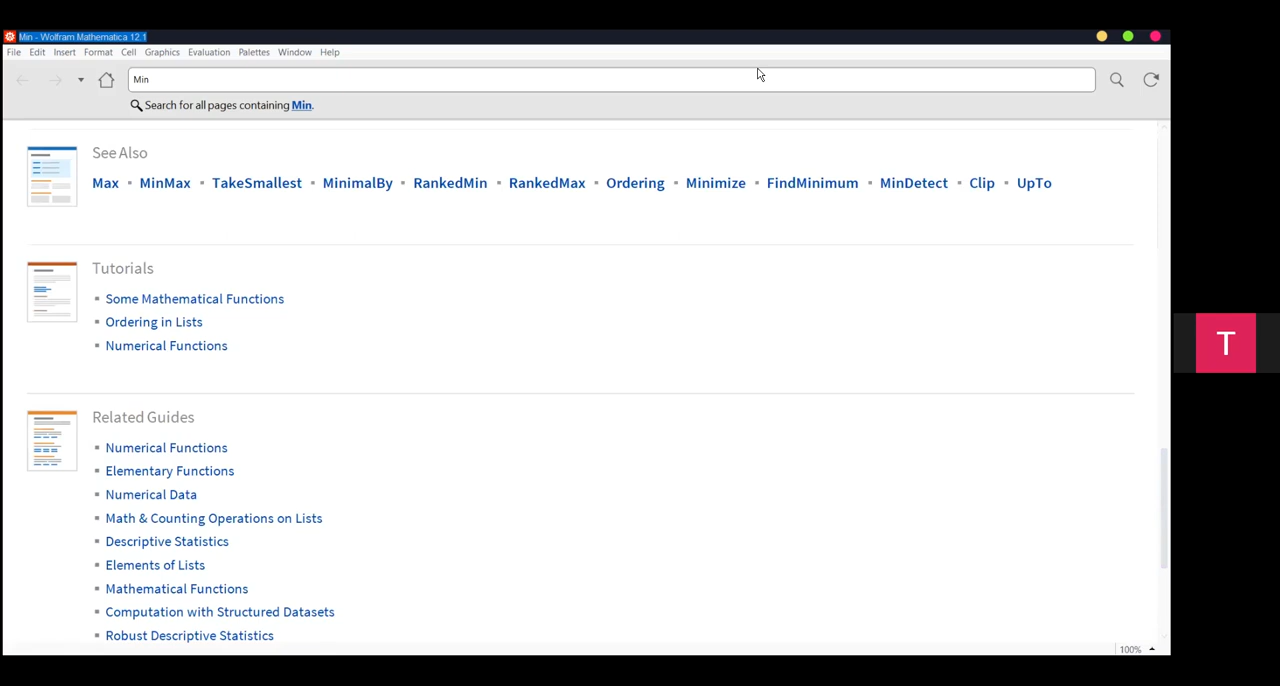 Min - Wolfram Mathematica 12.1
File Edit Insert Format Cell Graphics Evaluation Palettes Window Help
Min
Search for all pages containing Min.
See Also
Max ▪ MinMax ▪ TakeSmallest ▪ MinimalBy ▪ RankedMin ▪ RankedMax ▪ Ordering ▪ Minimize ▪ FindMinimum ▪ MinDetect ▪ Clip ▪ UpTo
Tutorials
▪ Some Mathematical Functions
▪ Ordering in Lists
▪ Numerical Functions
T
Related Guides
▪ Numerical Functions
▪ Elementary Functions
▪ Numerical Data
▪ Math & Counting Operations on Lists
▪ Descriptive Statistics
▪ Elements of Lists
▪ Mathematical Functions
▪ Computation with Structured Datasets
▪ Robust Descriptive Statistics
100%